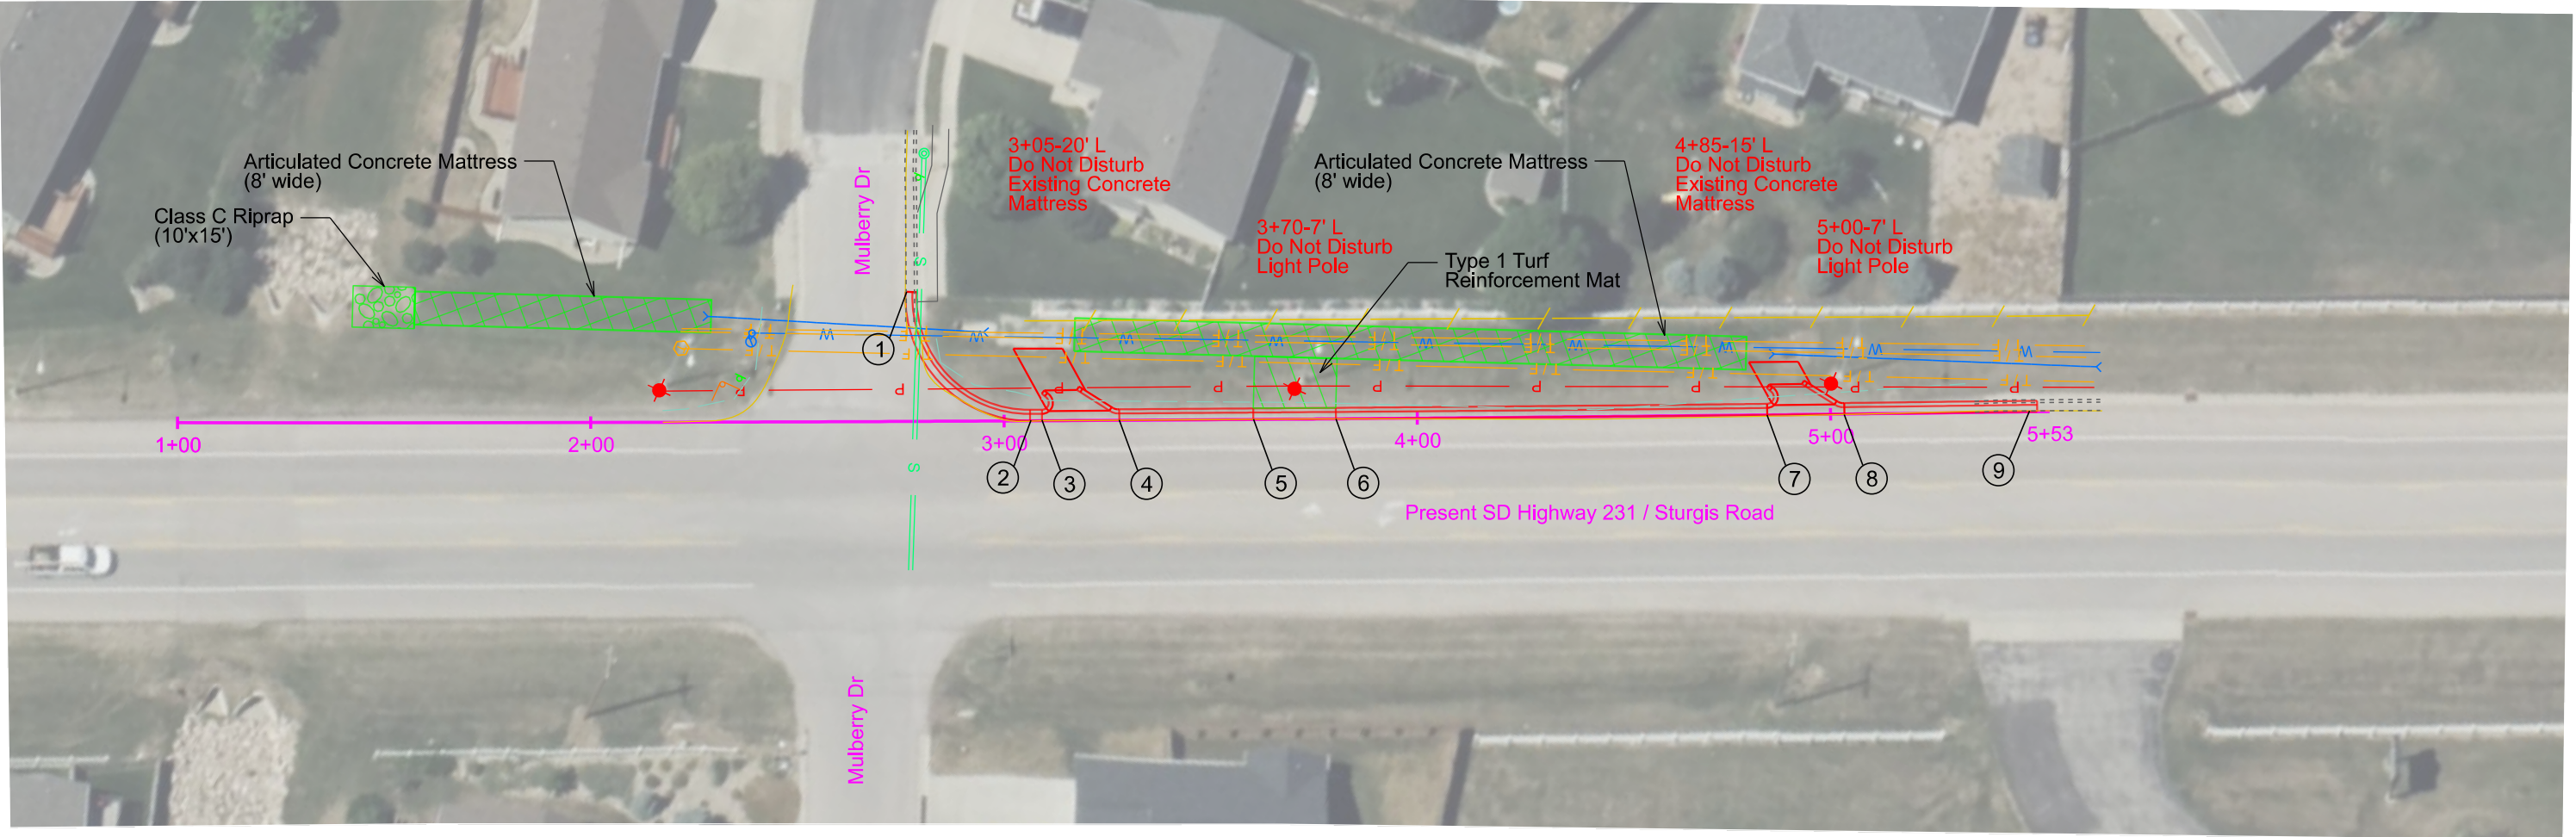 Articulated Concrete Mattress
(8' wide)
Class C Riprap
(10'x15')
Mulberry Dr
3+05-20' L
Do Not Disturb
Existing Concrete
Mattress
3+70-7' L
Do Not Disturb
Light Pole
Articulated Concrete Mattress
(8' wide)
Type 1 Turf
Reinforcement Mat
4+85-15' L
Do Not Disturb
Existing Concrete
Mattress
5+00-7' L
Do Not Disturb
Light Pole
S
W W W W W W W W W
T/F T/F T/F T/F
P P P P P P P P P
1
1+00 2+00 3+00 4+00 5+00 5+53
2 3 4 5 6 7 8 9
S
Present SD Highway 231 / Sturgis Road
Mulberry Dr